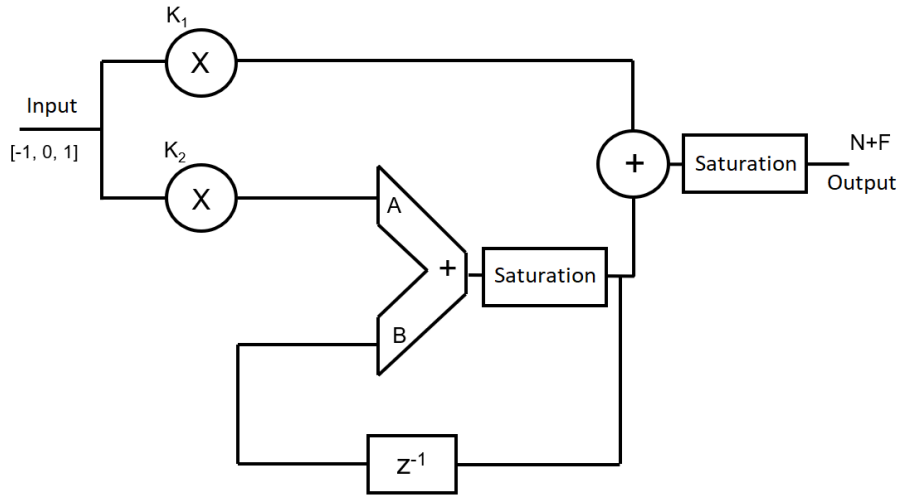 K₁
X
Input
[-1, 0, 1]
K₂
X
A
+
B
Saturation
z⁻¹
+
Saturation
N+F
Output